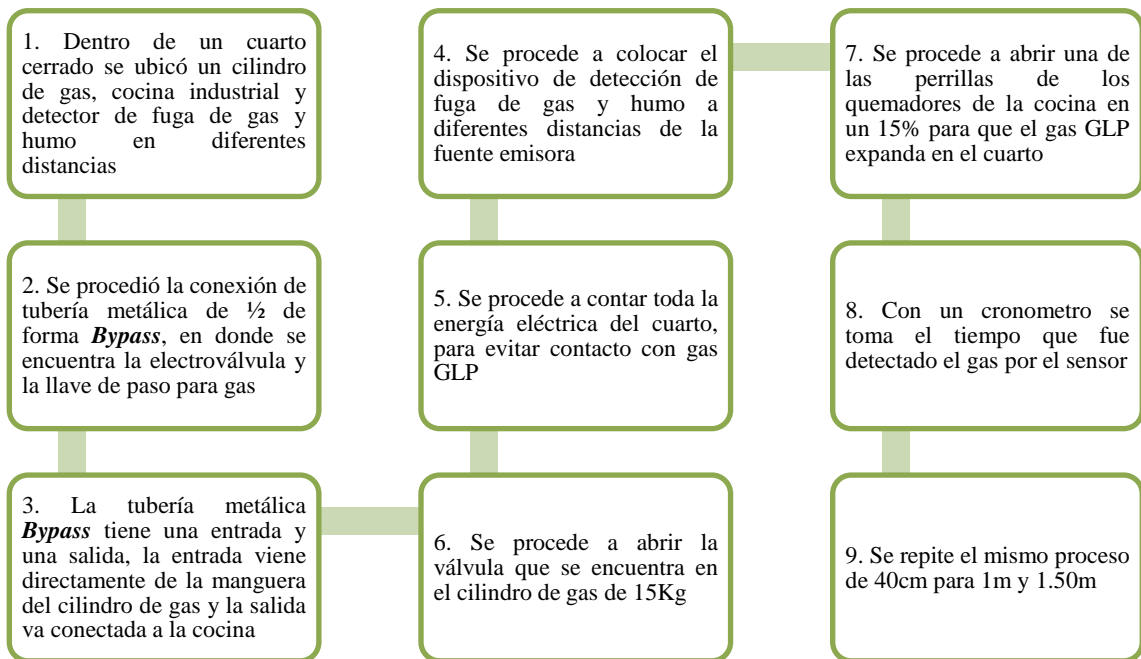 1. Dentro de un cuarto
cerrado se ubicó un cilindro
de gas, cocina industrial y
detector de fuga de gas y
humo en diferentes
distancias
2. Se procedió la conexión de
tubería metálica de ½ de
forma Bypass, en donde se
encuentra la electroválvula y
la llave de paso para gas
3. La tubería metálica
Bypass tiene una entrada y
una salida, la entrada viene
directamente de la manguera
del cilindro de gas y la salida
va conectada a la cocina
4. Se procede a colocar el
dispositivo de detección de
fuga de gas y humo a
diferentes distancias de la
fuente emisora
5. Se procede a contar toda la
energía eléctrica del cuarto,
para evitar contacto con gas
GLP
6. Se procede a abrir la
válvula que se encuentra en
el cilindro de gas de 15Kg
7. Se procede a abrir una de
las perrillas de los
quemadores de la cocina en
un 15% para que el gas GLP
expanda en el cuarto
8. Con un cronometro se
toma el tiempo que fue
detectado el gas por el sensor
9. Se repite el mismo proceso
de 40cm para 1m y 1.50m